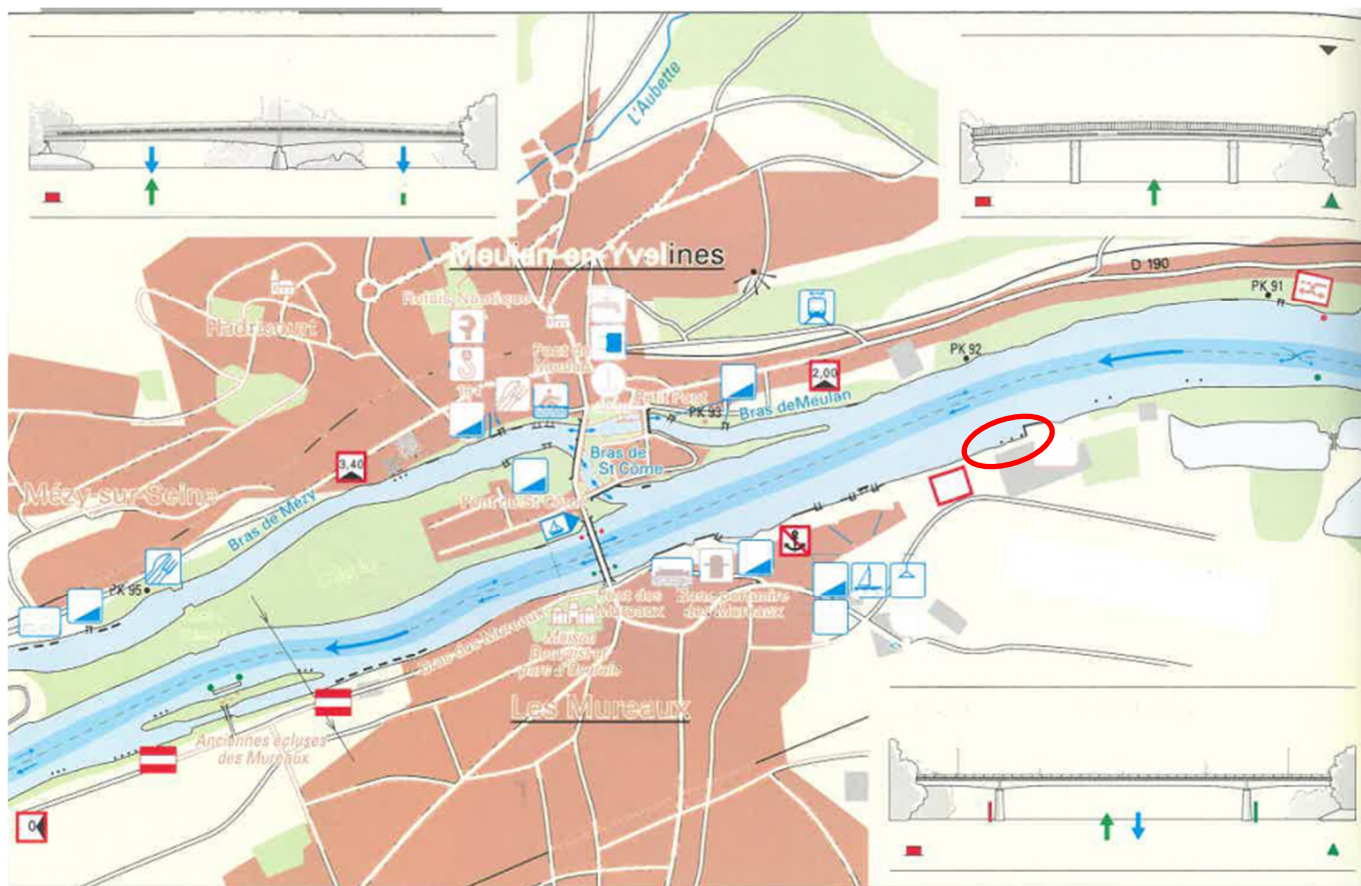 L'Aubette
Meulan-en-Yvelines
D 190
PK 91
Relais Nautique
Hardricourt
Pont de
Meulan
PK 92
2,00
Petit Pont
PK 93
Bras de Meulan
3,40
Bras de
St Côme
Mézy-sur-Seine
Bras de Mézy
Pont de St Côme
PK 95
Pont des
Mureaux
Zone portuaire
des Mureaux
Bras des Mureaux
Maison
Les Mureaux
Anciennes écluses
des Mureaux
0